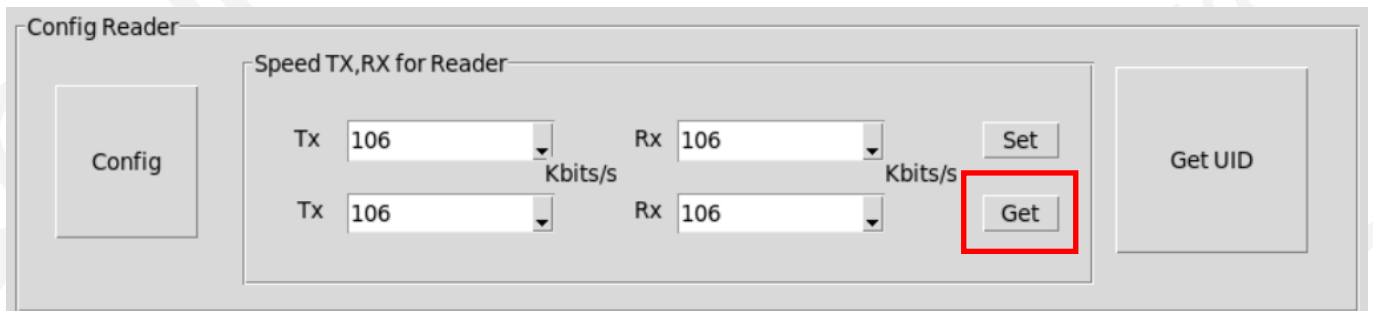 Config Reader
Speed TX,RX for Reader
Config
Tx 106 Rx 106 Set
Kbits/s Kbits/s
Get UID
Tx 106 Rx 106 Get